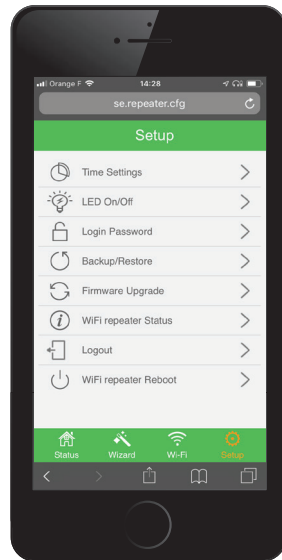 Orange F 14:28
se.repeater.cfg
Setup
Time Settings
LED On/Off
Login Password
Backup/Restore
Firmware Upgrade
WiFi repeater Status
Logout
WiFi repeater Reboot
Status Wizard Wi-Fi Setup